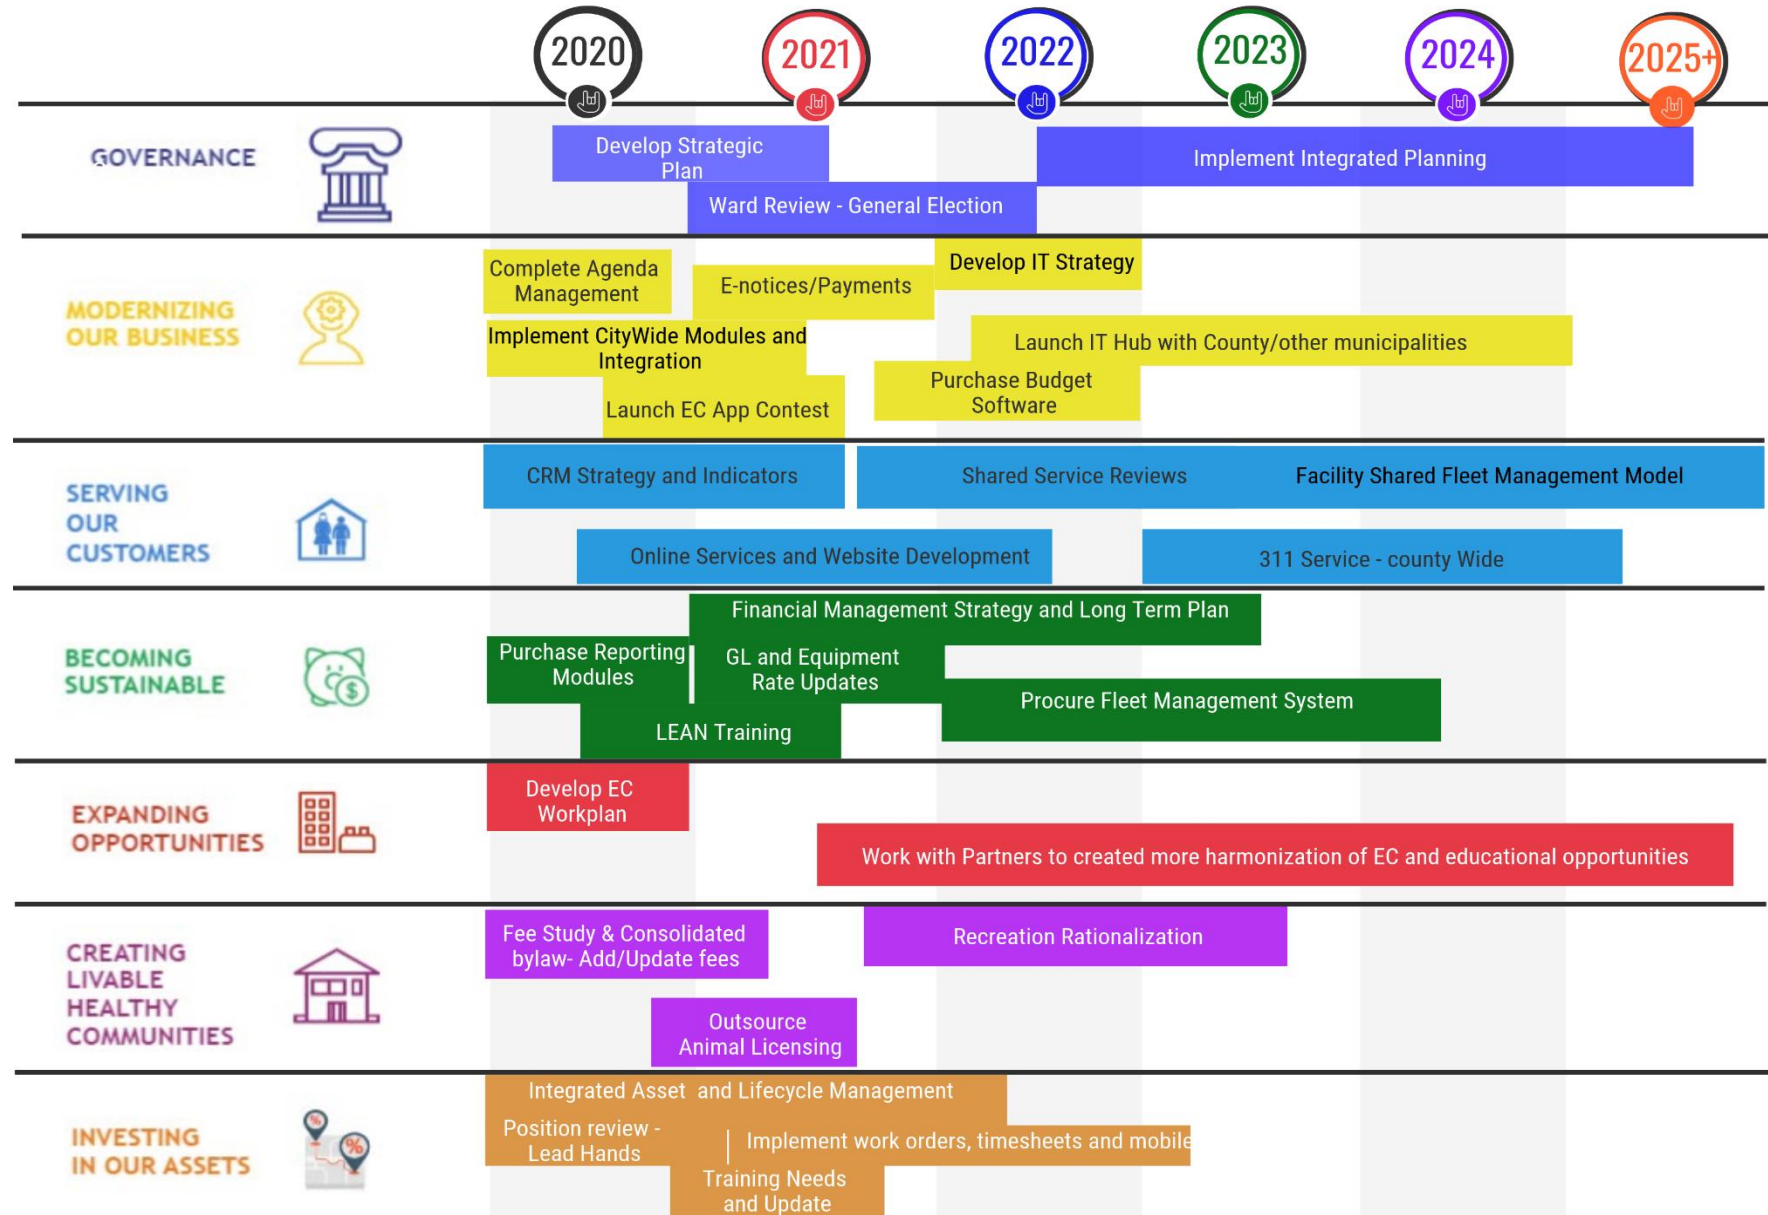 2020
2021
2022
2023
2024
2025+
GOVERNANCE
Develop Strategic
Plan
Implement Integrated Planning
Ward Review - General Election
MODERNIZING
OUR BUSINESS
Complete Agenda
Management
E-notices/Payments
Develop IT Strategy
Implement CityWide Modules and
Integration
Launch IT Hub with County/other municipalities
Launch EC App Contest
Purchase Budget
Software
SERVING
OUR
CUSTOMERS
CRM Strategy and Indicators
Shared Service Reviews
Facility Shared Fleet Management Model
Online Services and Website Development
311 Service - county Wide
BECOMING
SUSTAINABLE
Financial Management Strategy and Long Term Plan
Purchase Reporting
Modules
GL and Equipment
Rate Updates
Procure Fleet Management System
LEAN Training
EXPANDING
OPPORTUNITIES
Develop EC
Workplan
Work with Partners to created more harmonization of EC and educational opportunities
CREATING
LIVABLE
HEALTHY
COMMUNITIES
Fee Study & Consolidated
bylaw- Add/Update fees
Recreation Rationalization
Outsource
Animal Licensing
INVESTING
IN OUR ASSETS
Integrated Asset and Lifecycle Management
Position review -
Lead Hands
Implement work orders, timesheets and mobile
Training Needs
and Update